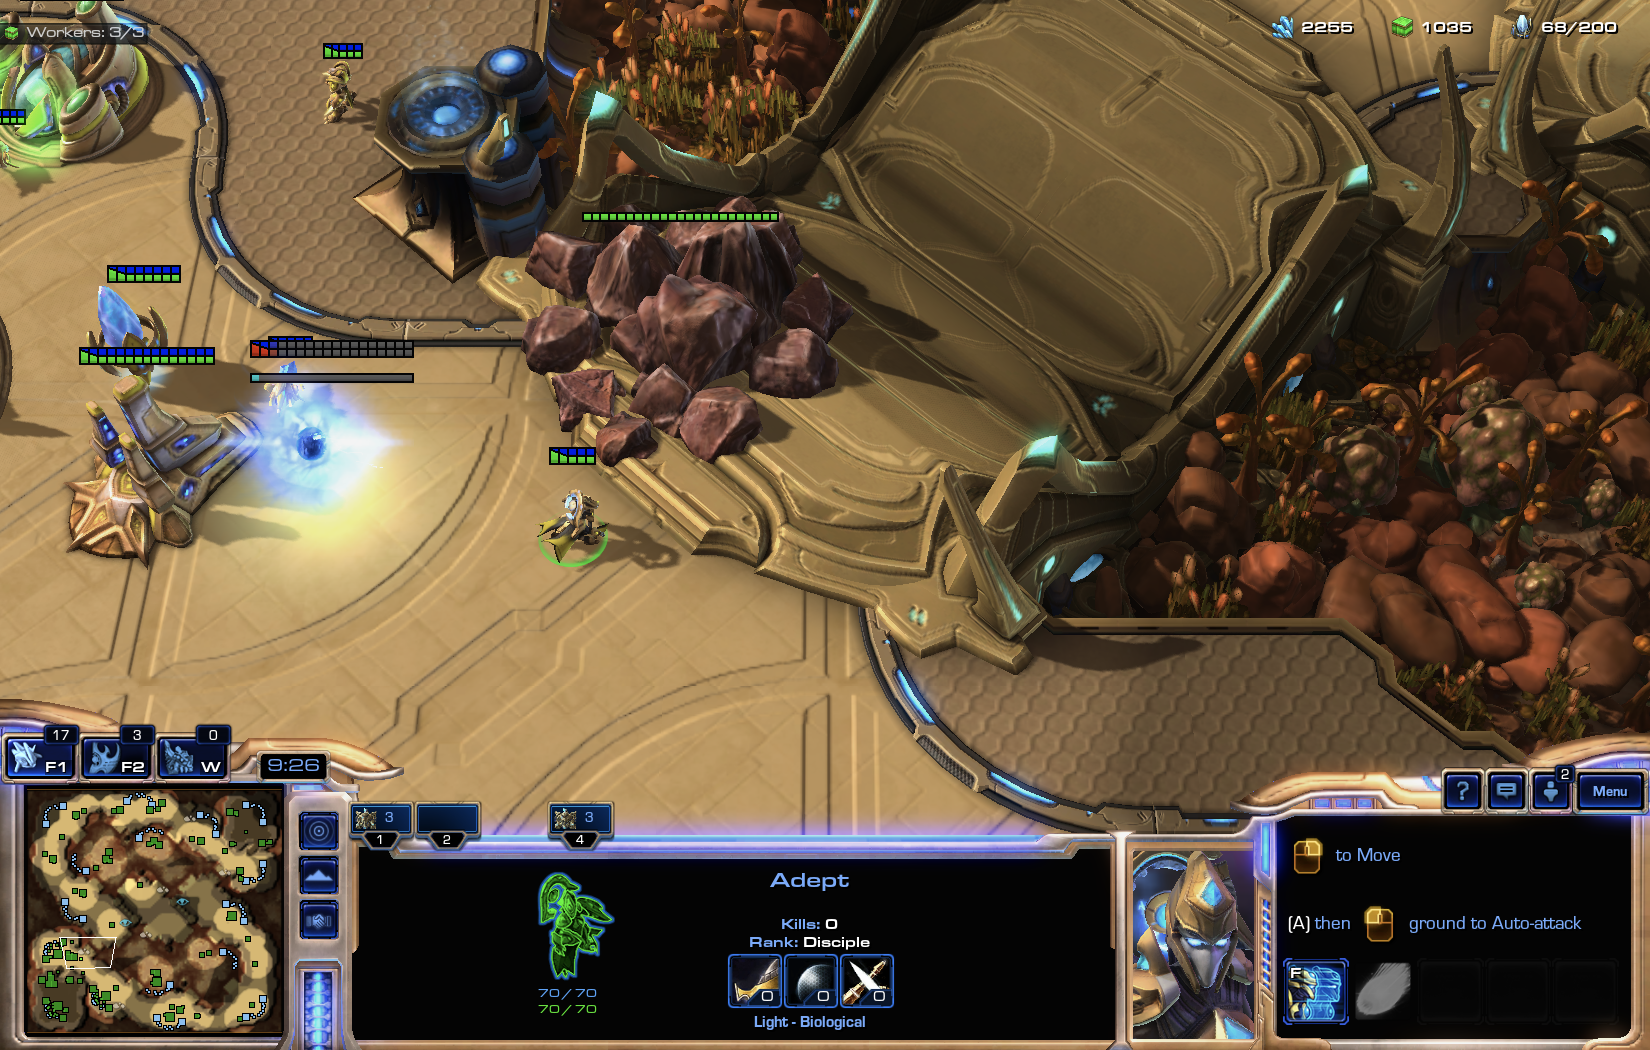 Workers: 3/3
2255 1035 68/200
17 3 0
F1 F2 W
9:26
2
? Menu
3 3
1 2 4
Adept
Kills: 0
Rank: Disciple
0 0 0
70/70
70/70
Light - Biological
to Move
(A) then ground to Auto-attack
F